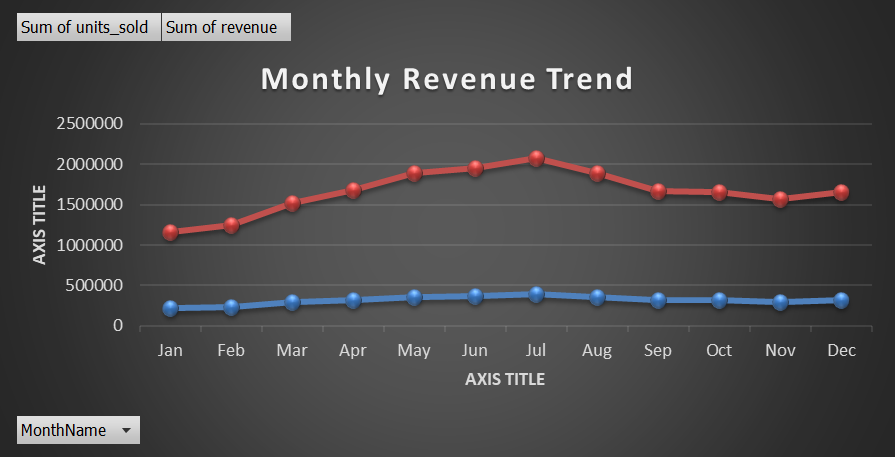 Sum of units_sold Sum of revenue
Monthly Revenue Trend
2500000
2000000
1500000
1000000
500000
0
AXIS TITLE
Jan Feb Mar Apr May Jun Jul Aug Sep Oct Nov Dec
AXIS TITLE
MonthName